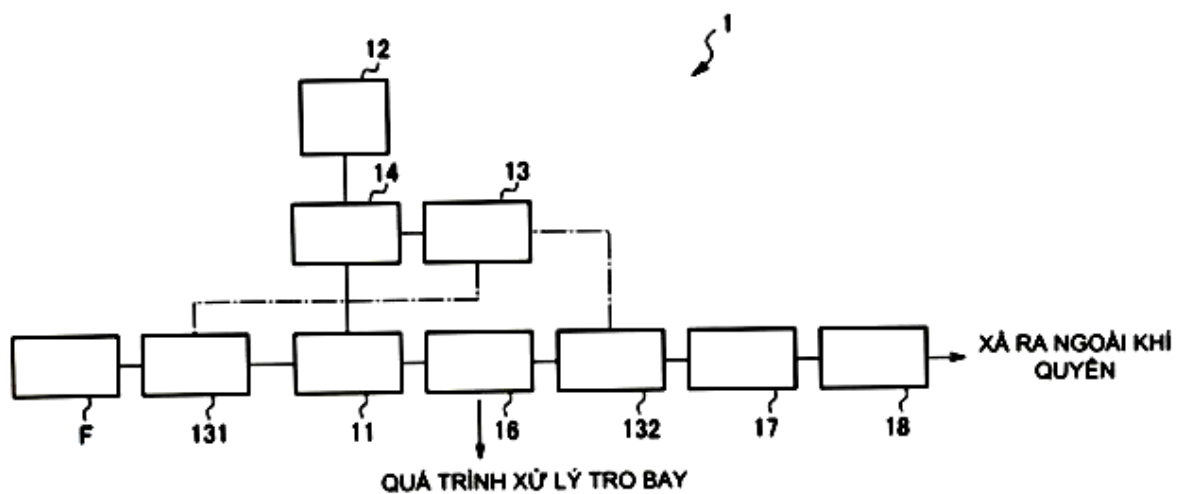 1
12
14
13
XẢ RA NGOÀI KHÍ
QUYỂN
F
131
11
16
132
17
18
QUÁ TRÌNH XỬ LÝ TRO BAY